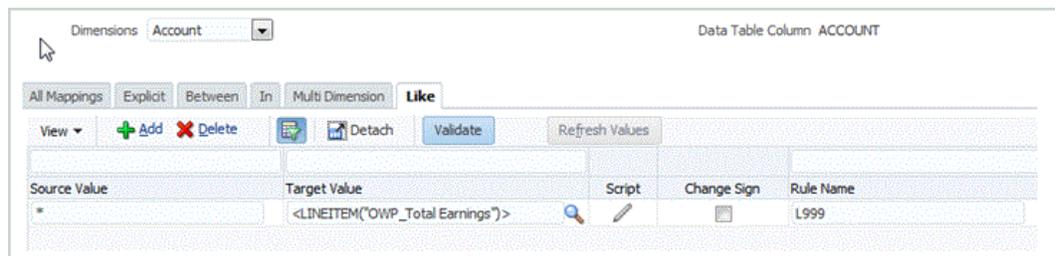 Dimensions Account Data Table Column ACCOUNT
All Mappings Explicit Between In Multi Dimension Like
View Add Delete Detach Validate Refresh Values
Source Value Target Value Script Change Sign Rule Name
* <LINEITEM("OWP_Total Earnings")> L999